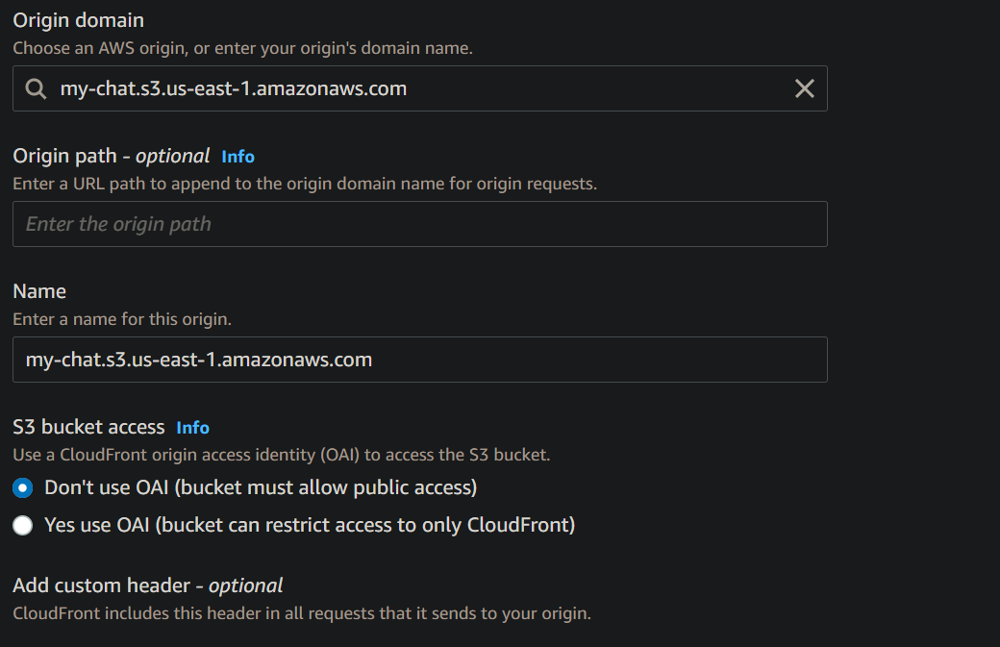 Origin domain
Choose an AWS origin, or enter your origin's domain name.
my-chat.s3.us-east-1.amazonaws.com
Origin path - optional Info
Enter a URL path to append to the origin domain name for origin requests.
Enter the origin path
Name
Enter a name for this origin.
my-chat.s3.us-east-1.amazonaws.com
S3 bucket access Info
Use a CloudFront origin access identity (OAI) to access the S3 bucket.
Don't use OAI (bucket must allow public access)
Yes use OAI (bucket can restrict access to only CloudFront)
Add custom header - optional
CloudFront includes this header in all requests that it sends to your origin.